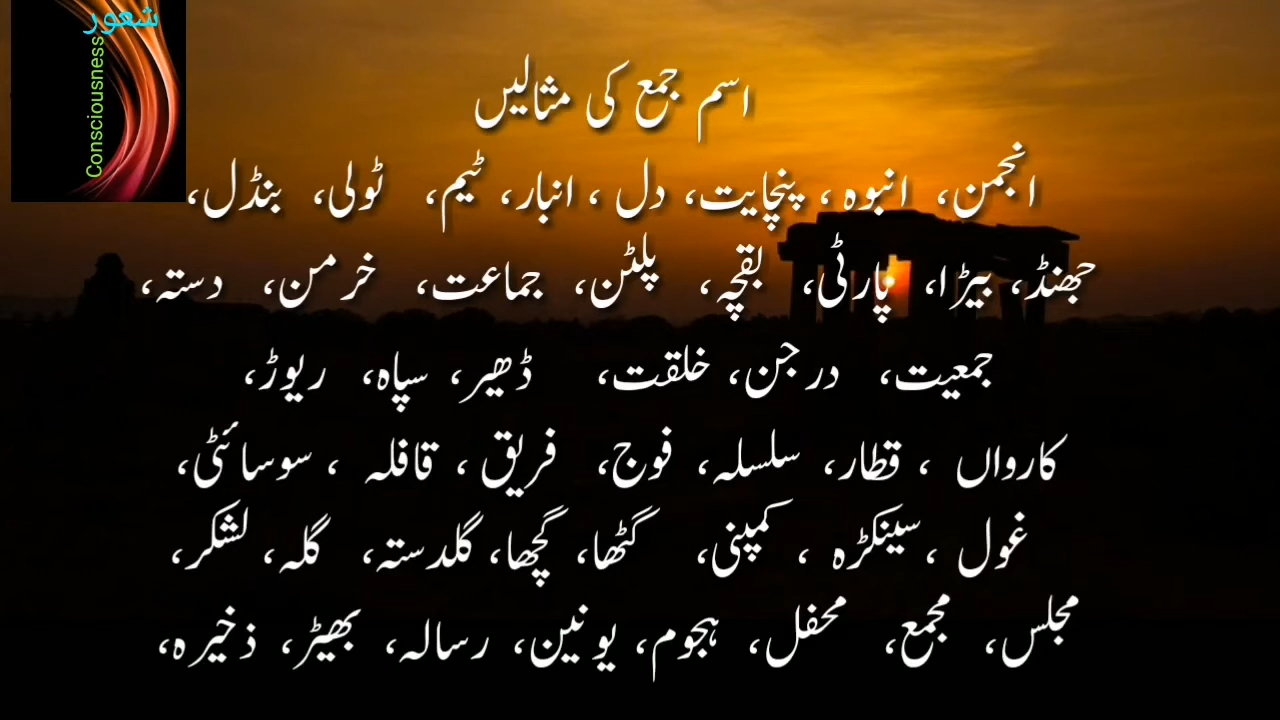 شعور
Consciousness
اسم جمع کی مثالیں
انجمن، انبوہ ، پنچایت، دل ، انبار، ٹیم، ٹولی، بنڈل،
جھنڈ، بیڑا، پارٹی، بقچہ، پلٹن، جماعت، خرمن، دستہ،
جمعیت، درجن، خلقت، ڈھیر، سپاہ، ریوڑ،
کارواں ، قطار، سلسلہ، فوج، فریق ، قافلہ ، سوسائٹی،
غول ، سینکڑہ ، کمپنی، گٹھا، گچھا، گلدستہ، گلہ، لشکر،
مجلس، مجمع، محفل، ہجوم، یونین، رسالہ، بھیڑ، ذخیرہ،